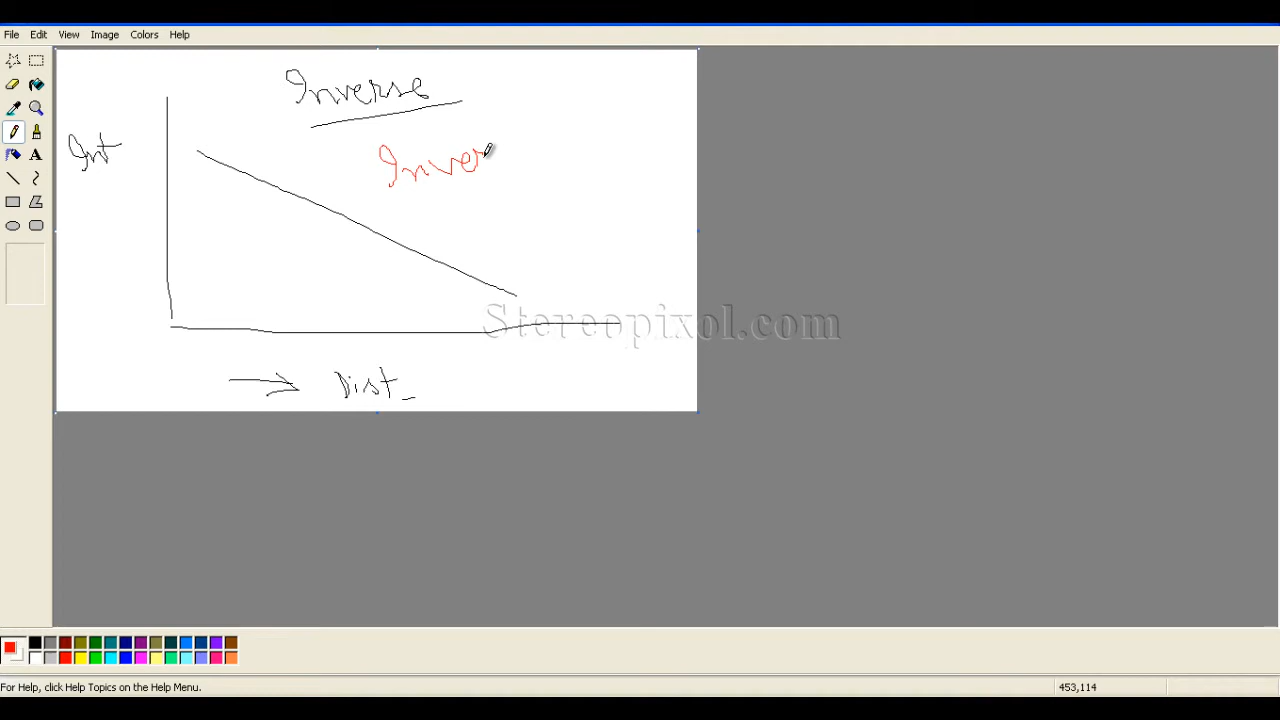 File Edit View Image Colors Help
Inverse
Inver
Int
Stereopixol.com
Dist
For Help, click Help Topics on the Help Menu.
453,114